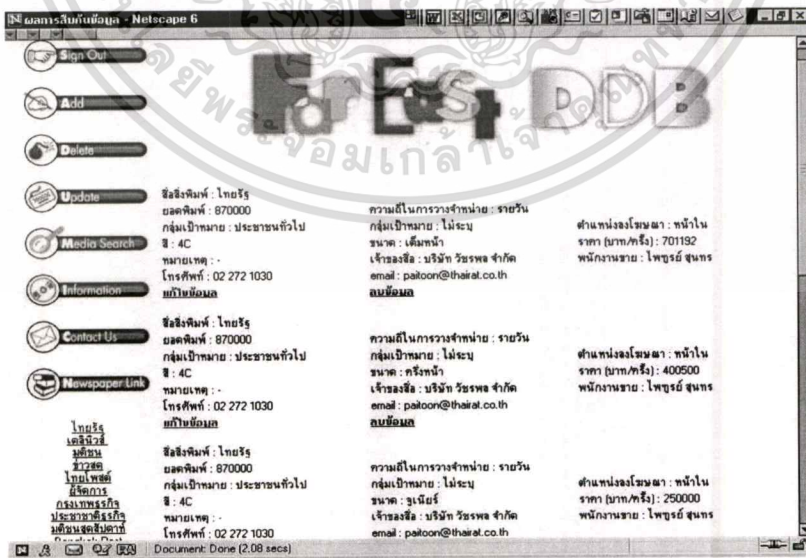 ผลการสืบค้นข้อมูล - Netscape 6
Sign Out
Add
Delete
Update
Media Search
Information
Contact Us
Newspaper Link
ไทยรัฐ
เดลินิวส์
มติชน
ข่าวสด
ไทยโพสต์
ผู้จัดการ
กรุงเทพธุรกิจ
ประชาชาติธุรกิจ
มติชนสุดสัปดาห์
Bangkok Post
Far East DDB
ชื่อสิ่งพิมพ์ : ไทยรัฐ
ยอดพิมพ์ : 870000 ความถี่ในการวางจำหน่าย : รายวัน
กลุ่มเป้าหมาย : ประชาชนทั่วไป กลุ่มเป้าหมาย : ไม่ระบุ ตำแหน่งลงโฆษณา : หน้าใน
สี : 4C ขนาด : เต็มหน้า ราคา (บาท/ครั้ง) : 701192
หมายเหตุ : - เจ้าของสื่อ : บริษัท วัชรพล จำกัด พนักงานขาย : ไพฑูรย์ สุนทร
โทรศัพท์ : 02 272 1030 email : paitoon@thairat.co.th
แก้ไขข้อมูล ลบข้อมูล
ชื่อสิ่งพิมพ์ : ไทยรัฐ
ยอดพิมพ์ : 870000 ความถี่ในการวางจำหน่าย : รายวัน
กลุ่มเป้าหมาย : ประชาชนทั่วไป กลุ่มเป้าหมาย : ไม่ระบุ ตำแหน่งลงโฆษณา : หน้าใน
สี : 4C ขนาด : ครึ่งหน้า ราคา (บาท/ครั้ง) : 400500
หมายเหตุ : - เจ้าของสื่อ : บริษัท วัชรพล จำกัด พนักงานขาย : ไพฑูรย์ สุนทร
โทรศัพท์ : 02 272 1030 email : paitoon@thairat.co.th
แก้ไขข้อมูล ลบข้อมูล
ชื่อสิ่งพิมพ์ : ไทยรัฐ
ยอดพิมพ์ : 870000 ความถี่ในการวางจำหน่าย : รายวัน
กลุ่มเป้าหมาย : ประชาชนทั่วไป กลุ่มเป้าหมาย : ไม่ระบุ ตำแหน่งลงโฆษณา : หน้าใน
สี : 4C ขนาด : จูเนียร์ ราคา (บาท/ครั้ง) : 250000
หมายเหตุ : - เจ้าของสื่อ : บริษัท วัชรพล จำกัด พนักงานขาย : ไพฑูรย์ สุนทร
โทรศัพท์ : 02 272 1030 email : paitoon@thairat.co.th
Document: Done (2.08 secs)